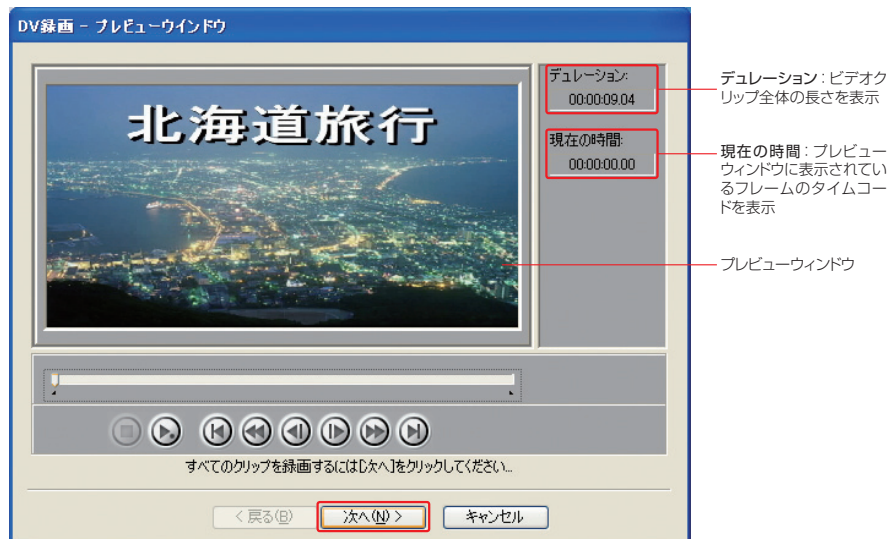 DV録画 - プレビューウインドウ
北海道旅行
デュレーション:
00:00:09.04
現在の時間:
00:00:00.00
デュレーション：ビデオク
リップ全体の長さを表示
現在の時間：プレビュー
ウィンドウに表示されてい
るフレームのタイムコー
ドを表示
プレビューウィンドウ
すべてのクリップを録画するには[次へ]をクリックしてください...
< 戻る(B)
次へ(N) >
キャンセル